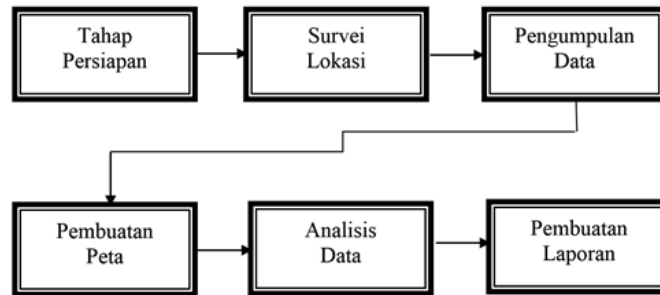 Tahap
Persiapan
Survei
Lokasi
Pengumpulan
Data
Pembuatan
Peta
Analisis
Data
Pembuatan
Laporan